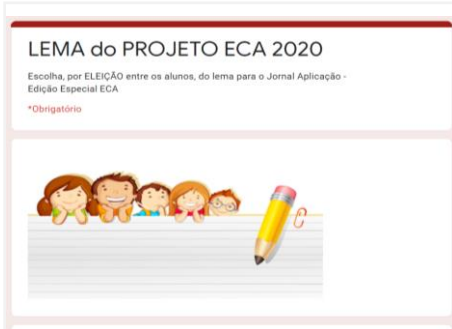 LEMA do PROJETO ECA 2020
Escolha, por ELEIÇÃO entre os alunos, do lema para o Jornal Aplicação -
Edição Especial ECA
*Obrigatório